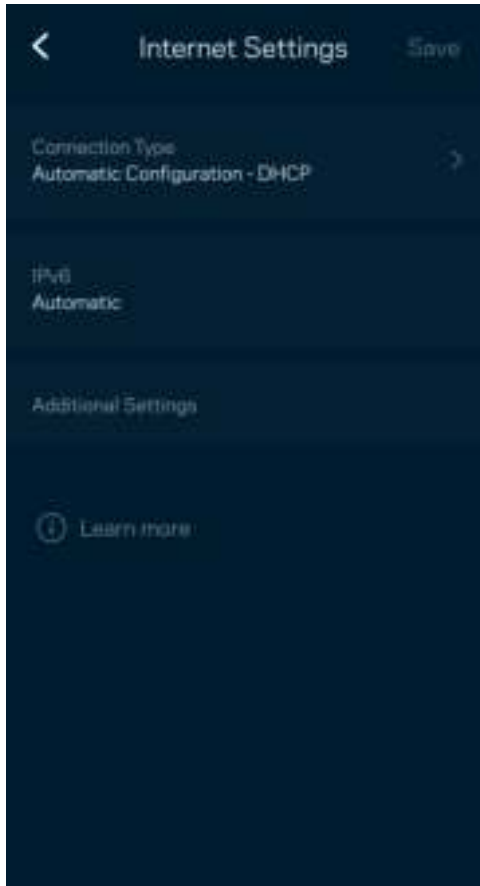 Internet Settings
Save
Connection Type
Automatic Configuration - DHCP
IPv6
Automatic
Additional Settings
Learn more